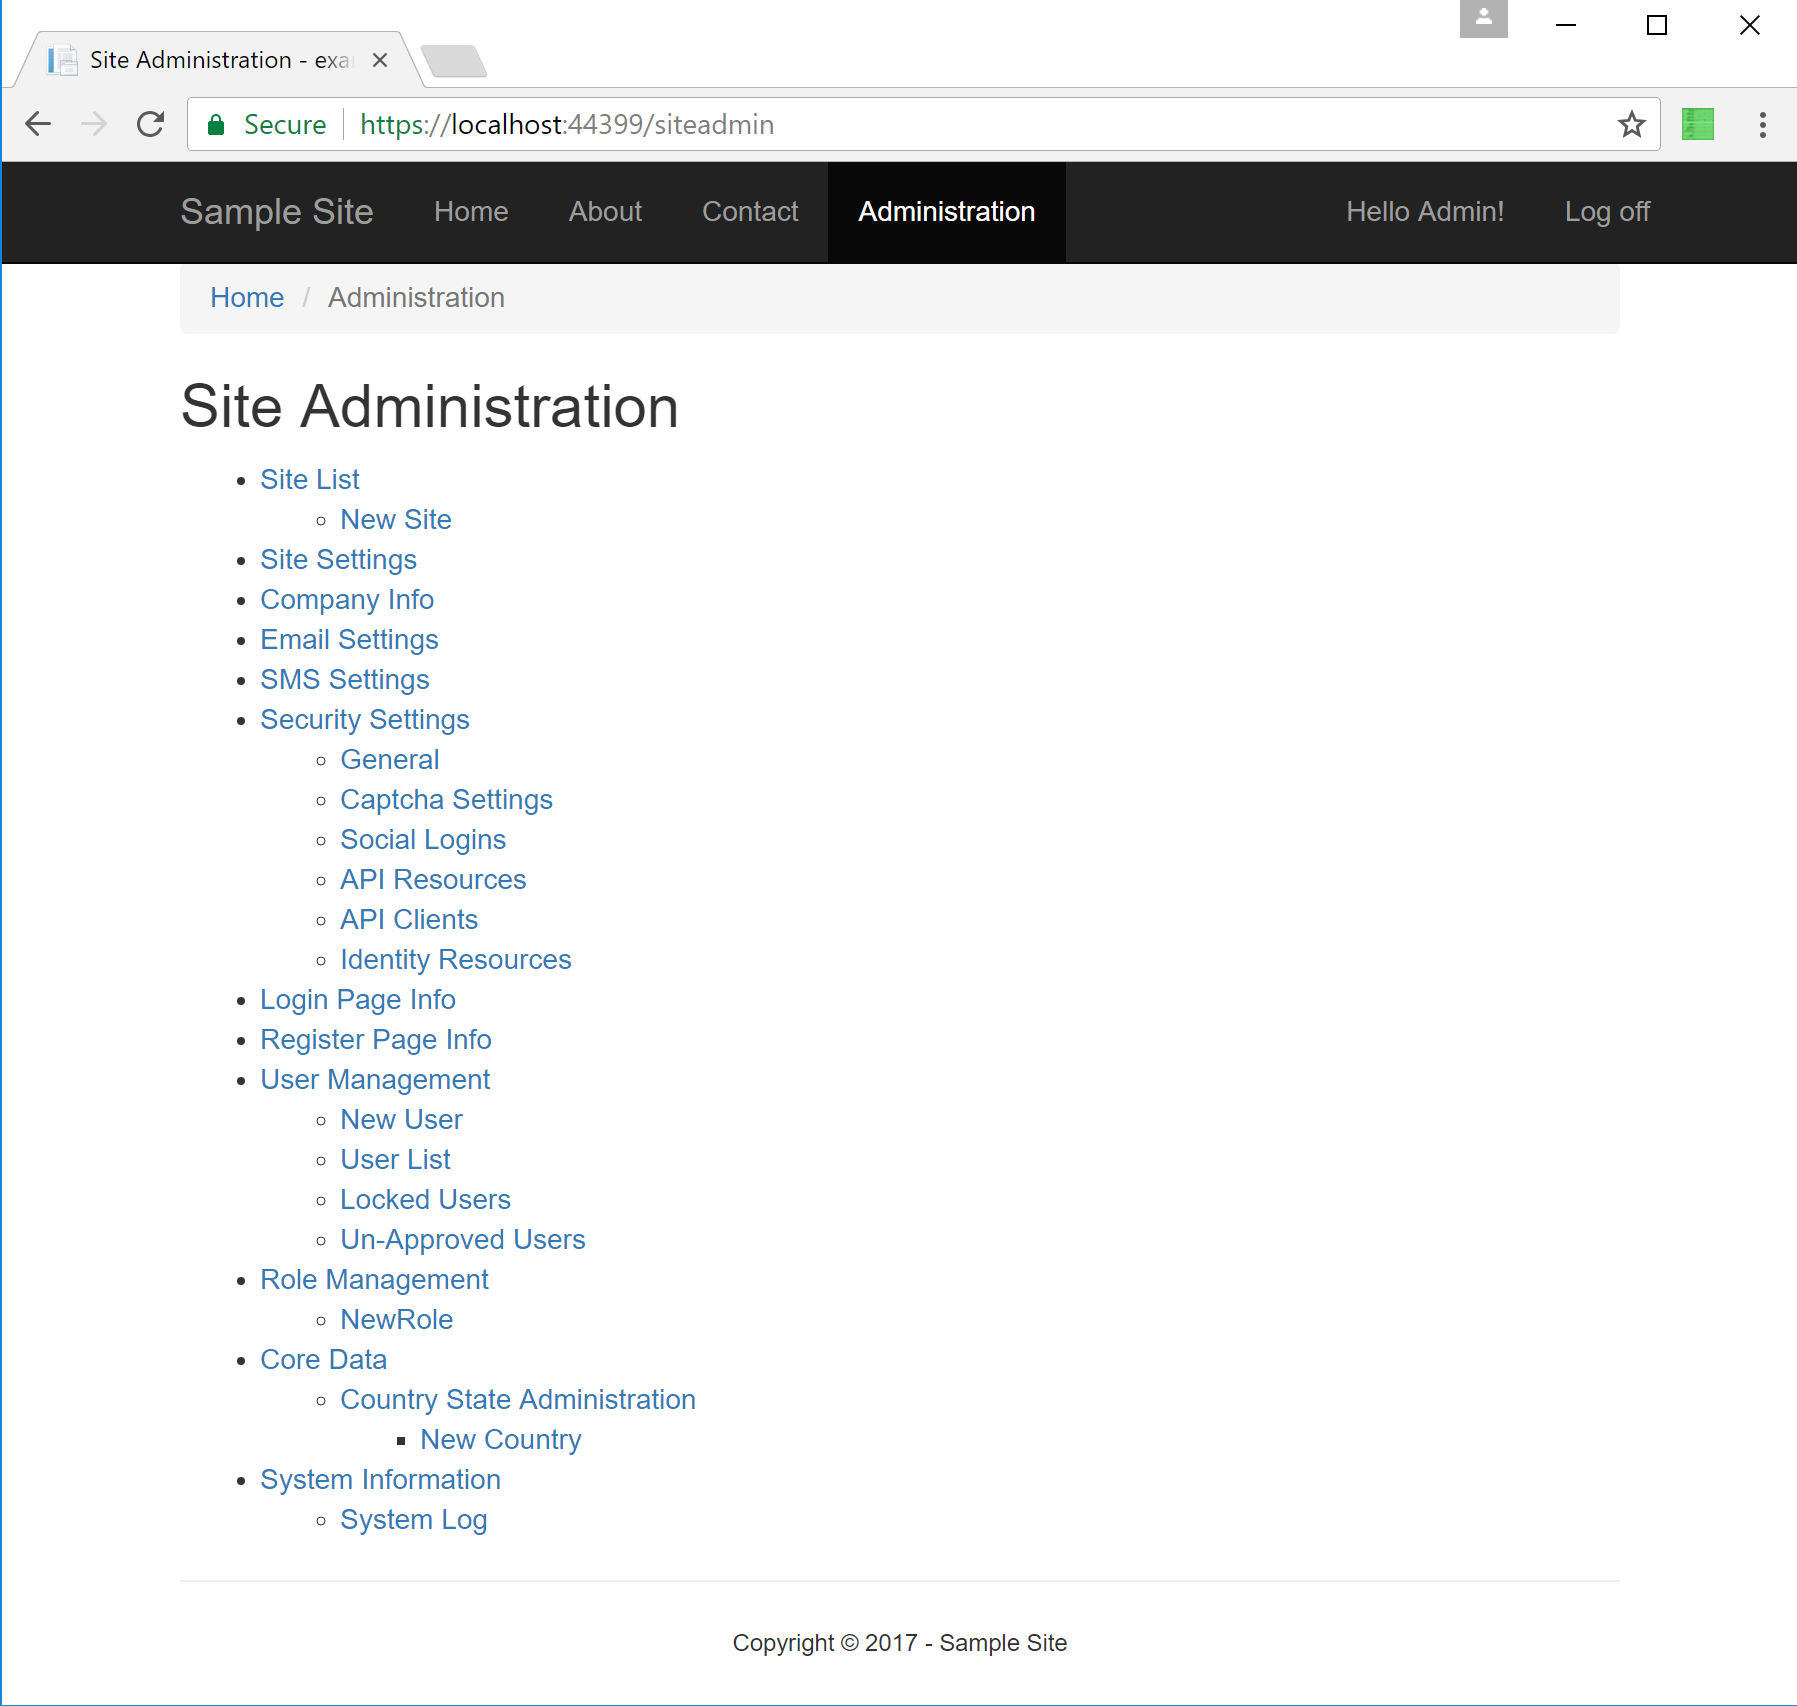 Site Administration - exa
Secure https://localhost:44399/siteadmin
Sample Site Home About Contact Administration Hello Admin! Log off
Home / Administration
Site Administration
Site List
New Site
Site Settings
Company Info
Email Settings
SMS Settings
Security Settings
General
Captcha Settings
Social Logins
API Resources
API Clients
Identity Resources
Login Page Info
Register Page Info
User Management
New User
User List
Locked Users
Un-Approved Users
Role Management
NewRole
Core Data
Country State Administration
New Country
System Information
System Log
Copyright © 2017 - Sample Site